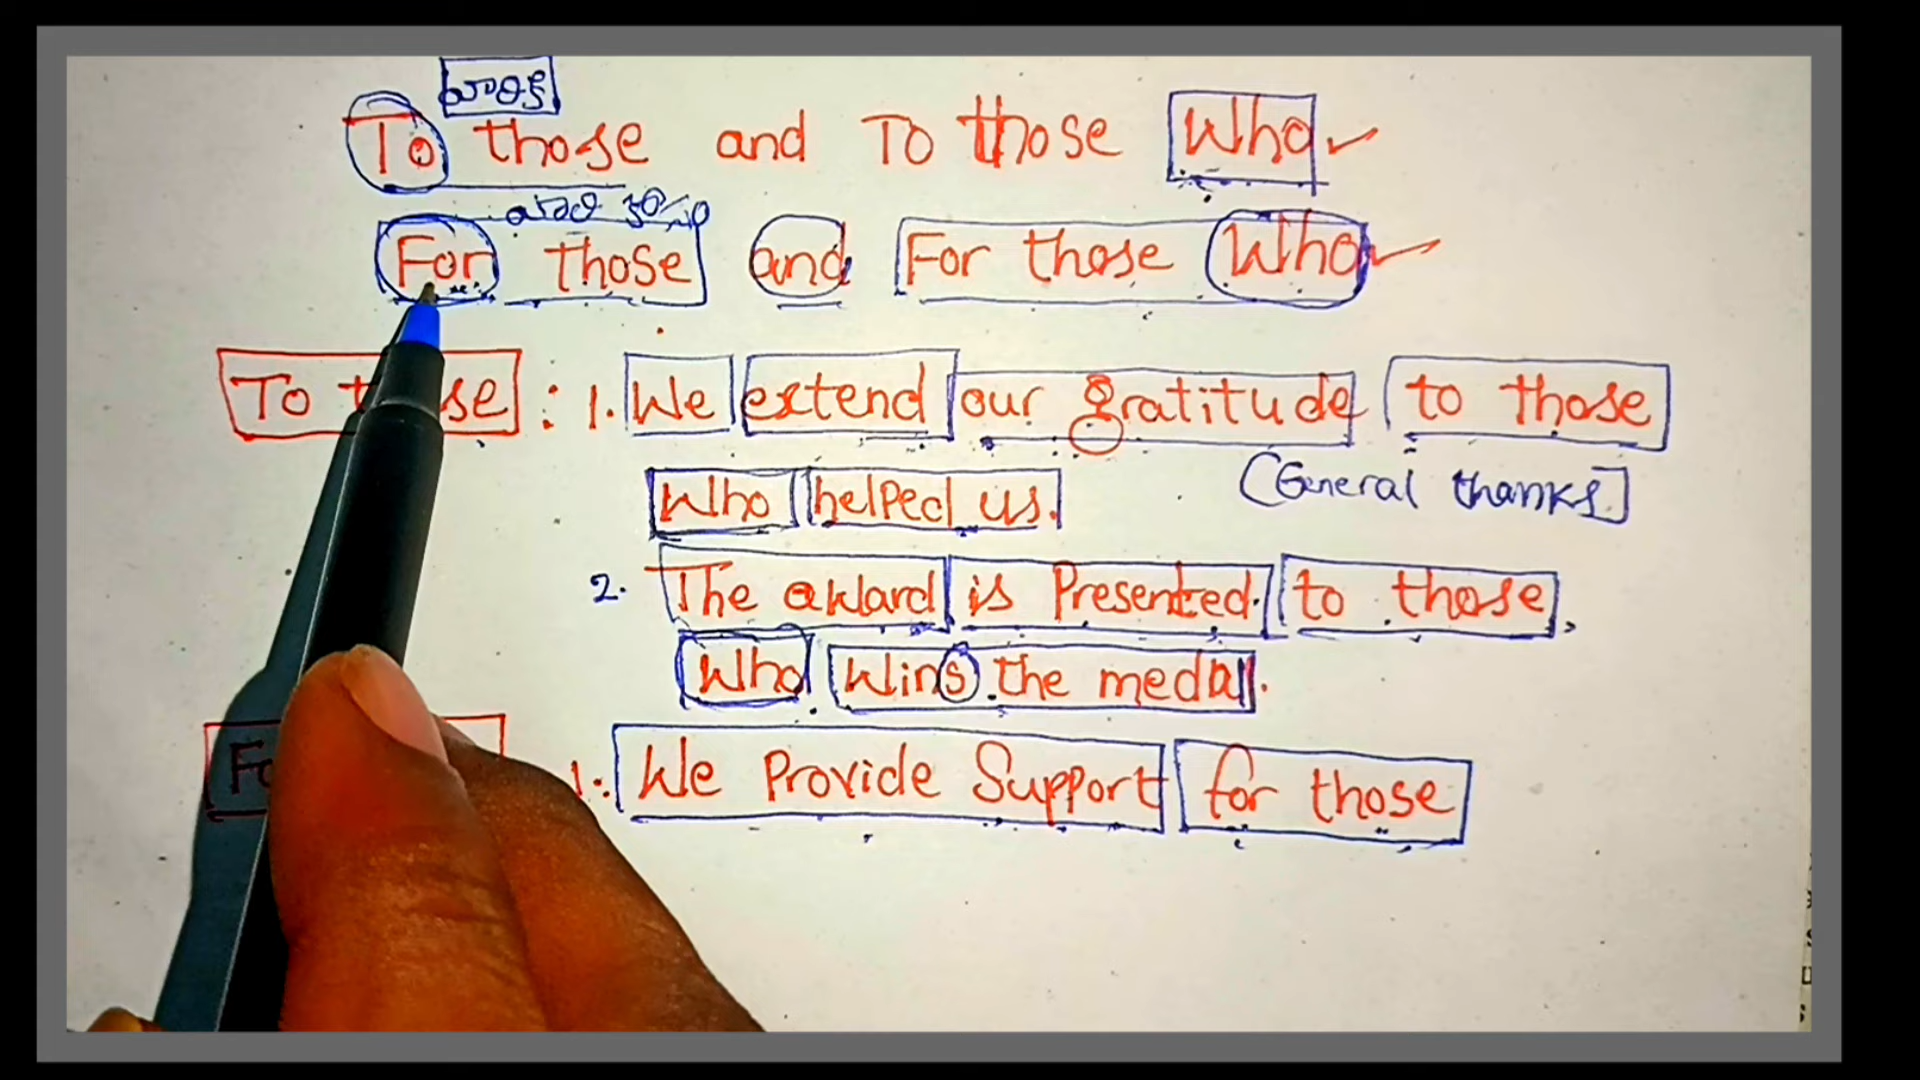 వారికి
To those and To those Who
వారి కోసం
For those and For those Who
To those : 1. We extend our gratitude to those
(General thanks]
Who helped us.
2. The award is Presented. to those,
Who wins the medal.
1. We Provide Support for those